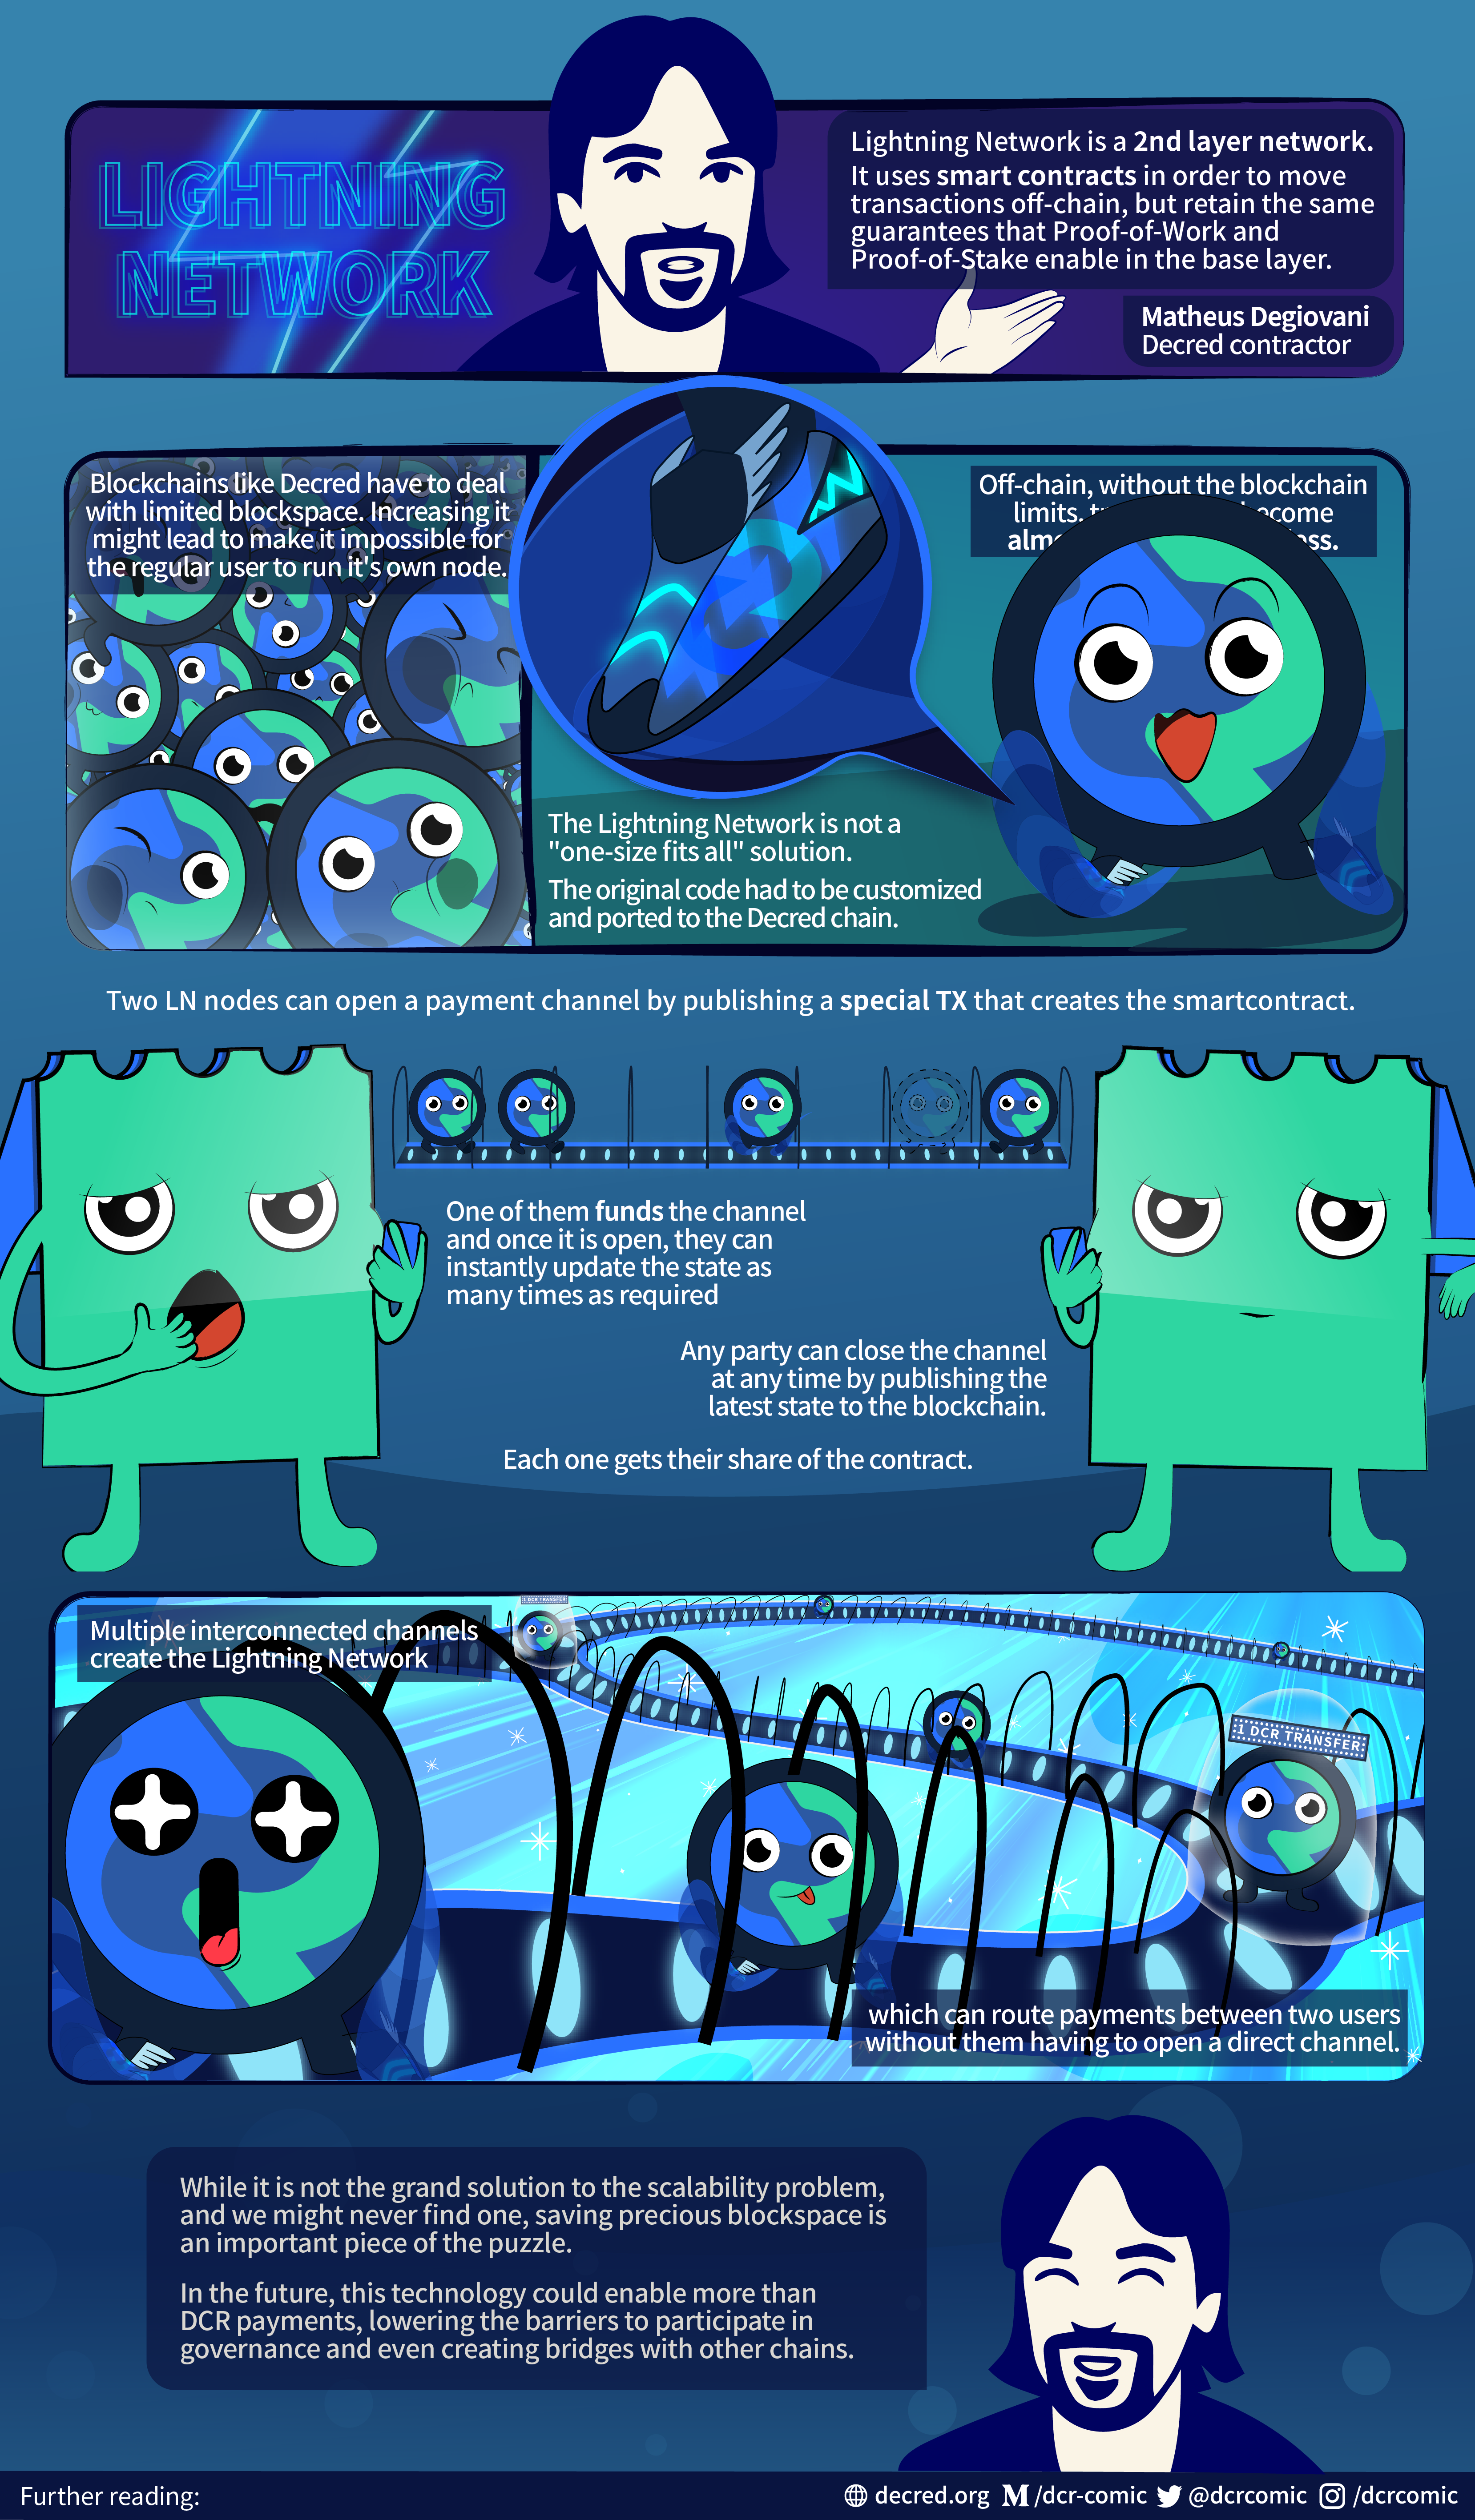 LIGHTNING
NETWORK
Lightning Network is a 2nd layer network.
It uses smart contracts in order to move
transactions off-chain, but retain the same
guarantees that Proof-of-Work and
Proof-of-Stake enable in the base layer.
Matheus Degiovani
Decred contractor
Blockchains like Decred have to deal
with limited blockspace. Increasing it
might lead to make it impossible for
the regular user to run it's own node.
Off-chain, without the blockchain
limits.
The Lightning Network is not a
"one-size fits all" solution.
The original code had to be customized
and ported to the Decred chain.
Two LN nodes can open a payment channel by publishing a special TX that creates the smartcontract.
One of them funds the channel
and once it is open, they can
instantly update the state as
many times as required
Any party can close the channel
at any time by publishing the
latest state to the blockchain.
Each one gets their share of the contract.
1 DCR TRANSFER
Multiple interconnected channels
create the Lightning Network
1 DCR TRANSFER
which can route payments between two users
without them having to open a direct channel.
While it is not the grand solution to the scalability problem,
and we might never find one, saving precious blockspace is
an important piece of the puzzle.
In the future, this technology could enable more than
DCR payments, lowering the barriers to participate in
governance and even creating bridges with other chains.
Further reading:
decred.org M /dcr-comic @dcrcomic /dcrcomic